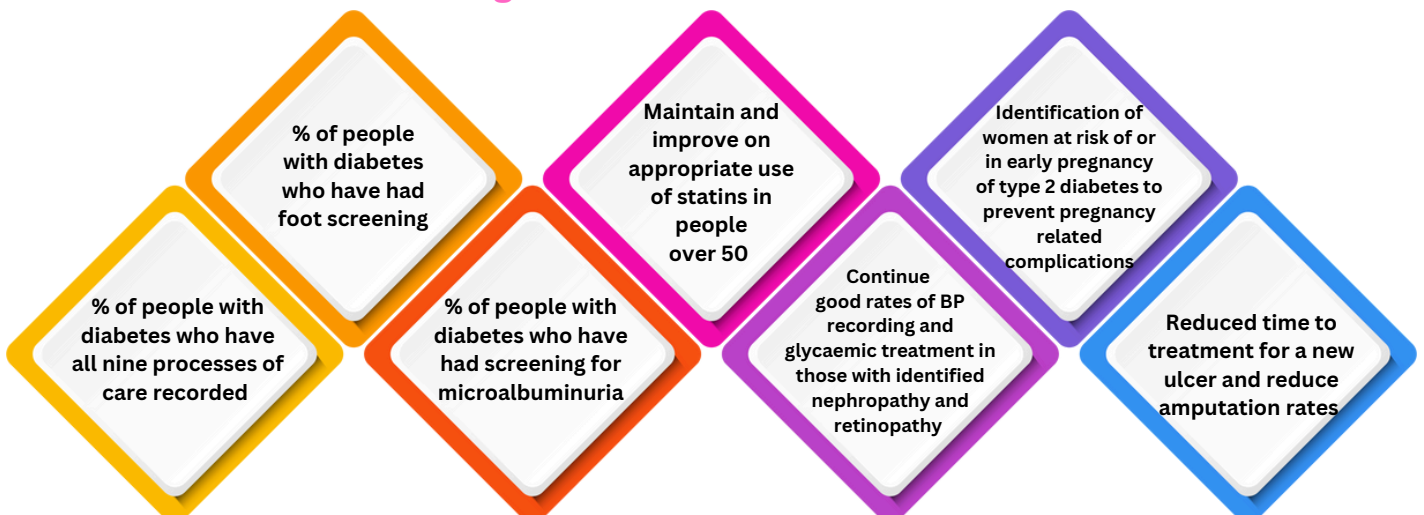 % of people with
diabetes who have
all nine processes of
care recorded
% of people
with diabetes
who have had
foot screening
% of people with
diabetes who have
had screening for
microalbuminuria
Maintain and
improve on
appropriate use
of statins in
people
over 50
Continue
good rates of BP
recording and
glycaemic treatment in
those with identified
nephropathy and
retinopathy
Identification of
women at risk of or
in early pregnancy
of type 2 diabetes to
prevent pregnancy
related
complications
Reduced time to
treatment for a new
ulcer and reduce
amputation rates